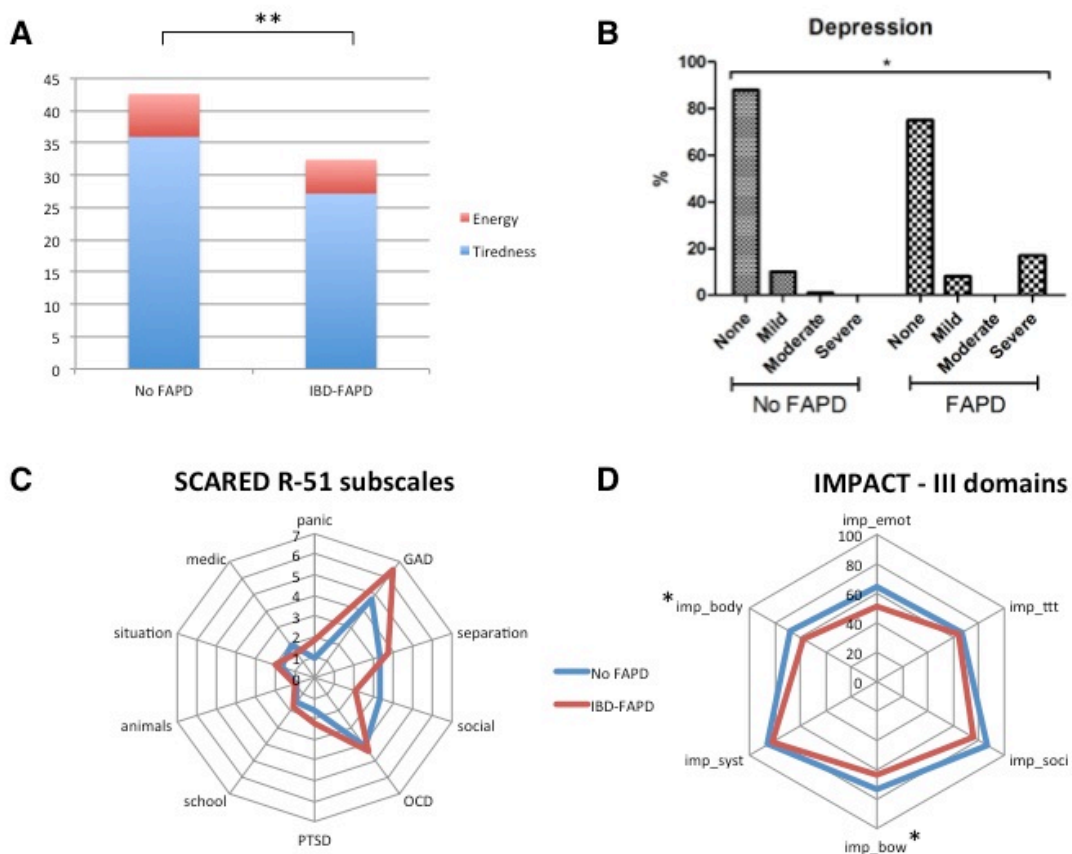 A
**
45
40
35
30
25
20
15
10
5
0
No FAPD
IBD-FAPD
Energy
Tiredness
B
Depression
*
100
80
60
40
20
0
%
None
Mild
Moderate
Severe
None
Mild
Moderate
Severe
No FAPD
FAPD
C
SCARED R-51 subscales
panic
GAD
separation
social
OCD
PTSD
school
animals
situation
medic
7
6
5
4
3
2
1
0
No FAPD
IBD-FAPD
D
IMPACT - III domains
imp_emot
imp_ttt
imp_soci
imp_bow *
imp_syst
* imp_body
100
80
60
40
20
0